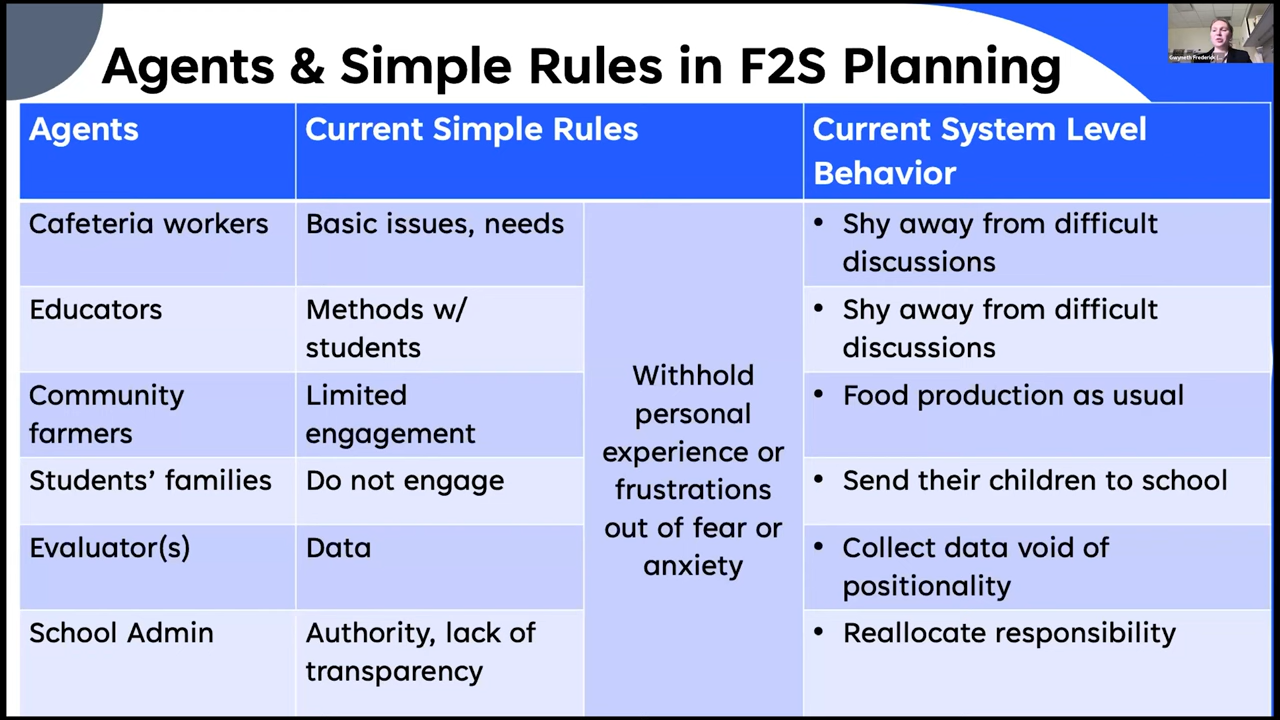 Agents & Simple Rules in F2S Planning
Gwyneth Frederick
Agents
Current Simple Rules
Current System Level
Behavior
Cafeteria workers
Basic issues, needs
• Shy away from difficult
discussions
Educators
Methods w/
students
• Shy away from difficult
discussions
Community
farmers
Limited
engagement
• Food production as usual
Students’ families
Do not engage
• Send their children to school
Evaluator(s)
Data
• Collect data void of
positionality
School Admin
Authority, lack of
transparency
• Reallocate responsibility
Withhold
personal
experience or
frustrations
out of fear or
anxiety